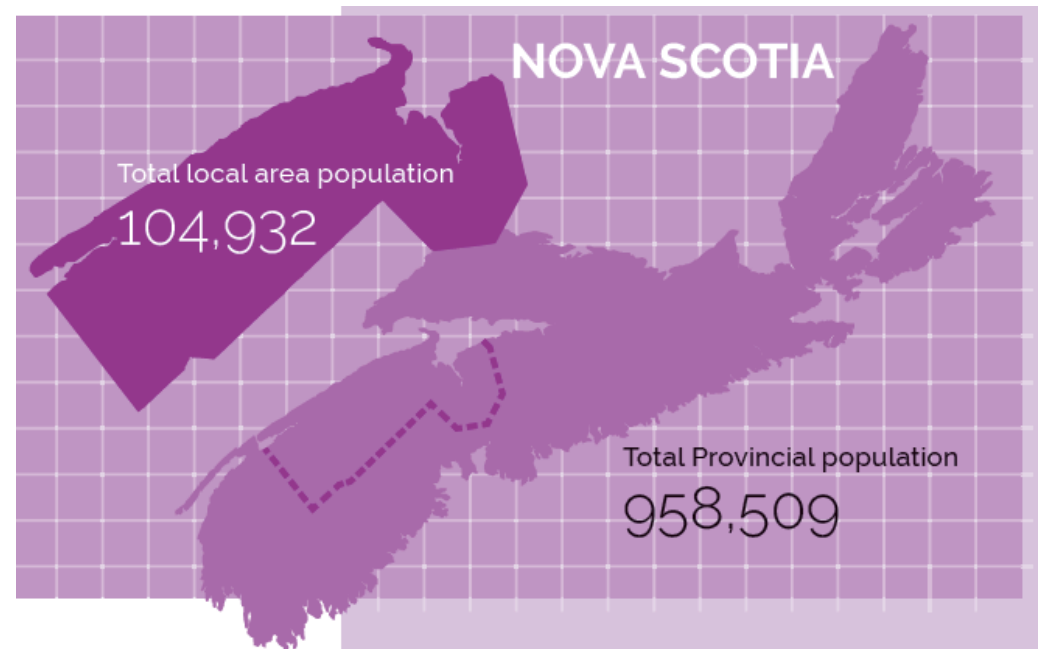 NOVA SCOTIA
Total local area population
104,932
Total Provincial population
958,509